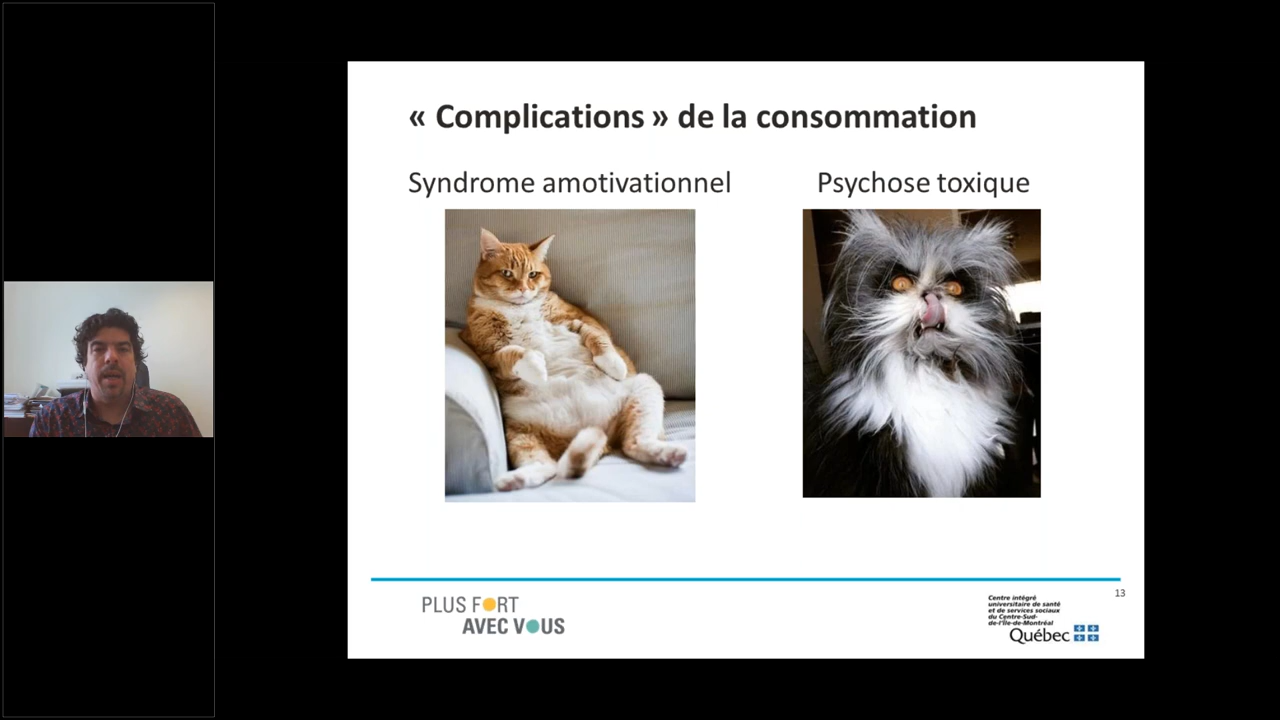 « Complications » de la consommation
Syndrome amotivationnel
Psychose toxique
13
PLUS FORT
AVEC VOUS
Centre intégré
universitaire de santé
et de services sociaux
du Centre-Sud-
de-l'Île-de-Montréal
Québec